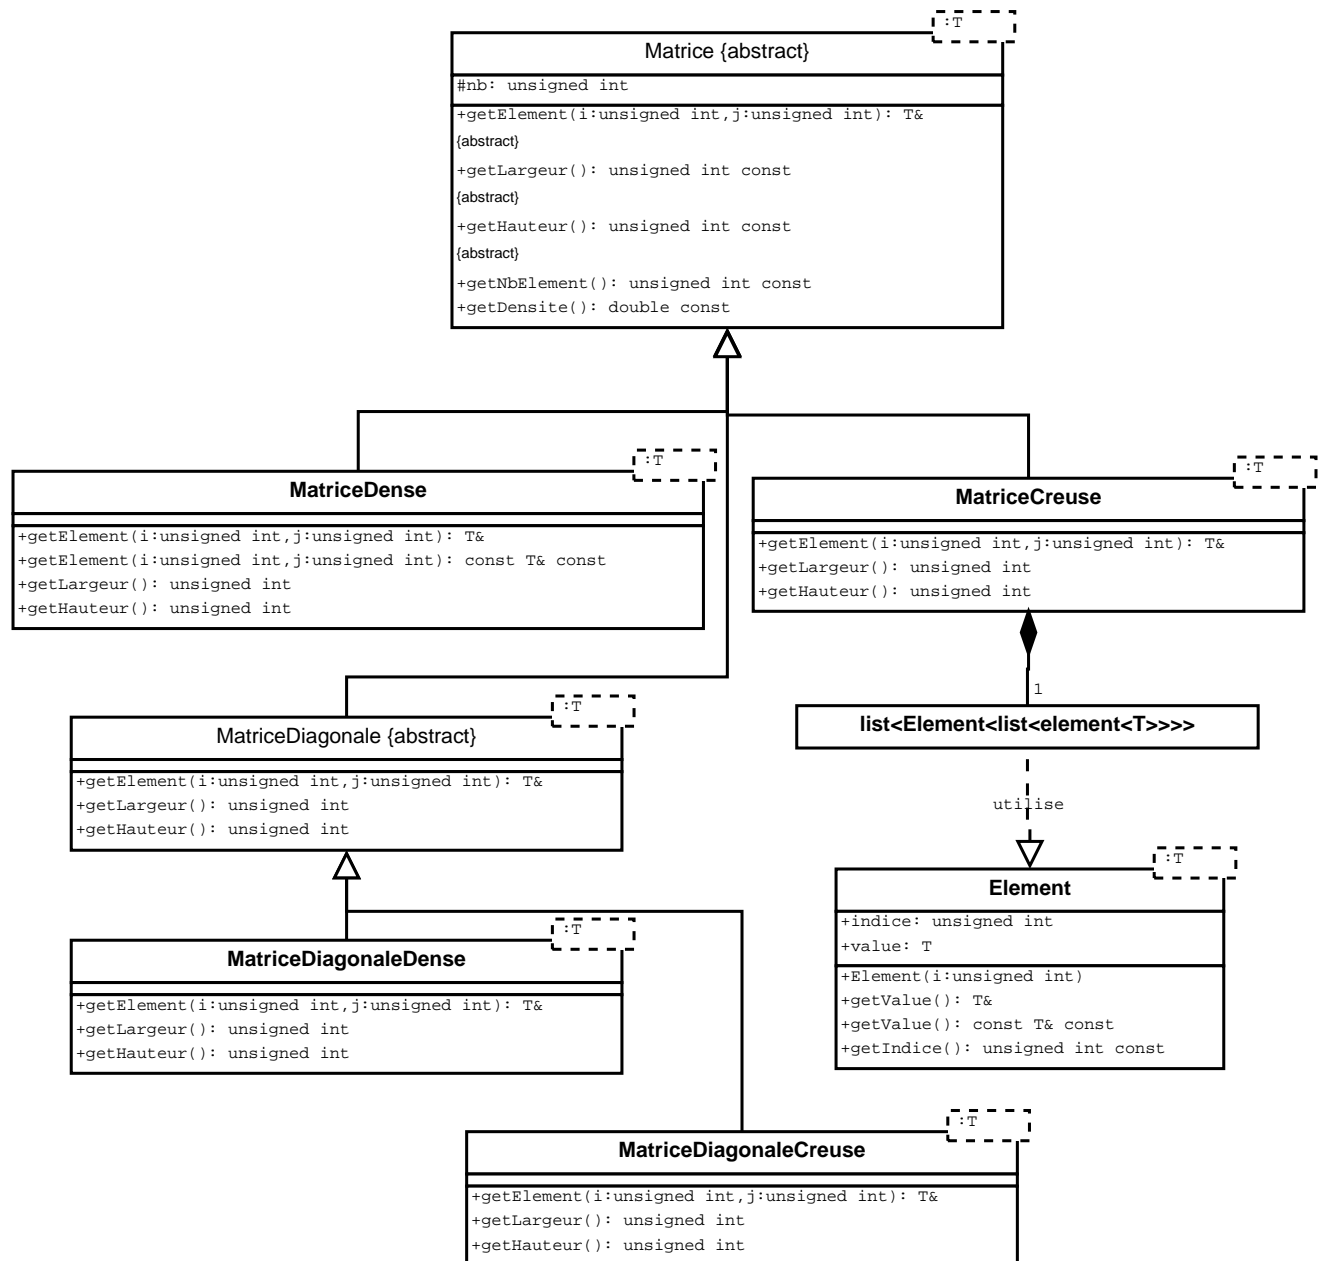 :T
Matrice {abstract}
#nb: unsigned int
+getElement(i:unsigned int,j:unsigned int): T&
{abstract}
+getLargeur(): unsigned int const
{abstract}
+getHauteur(): unsigned int const
{abstract}
+getNbElement(): unsigned int const
+getDensite(): double const
:T
MatriceDense
+getElement(i:unsigned int,j:unsigned int): T&
+getElement(i:unsigned int,j:unsigned int): const T& const
+getLargeur(): unsigned int
+getHauteur(): unsigned int
:T
MatriceCreuse
+getElement(i:unsigned int,j:unsigned int): T&
+getLargeur(): unsigned int
+getHauteur(): unsigned int
1
list<Element<list<element<T>>>>
utilise
:T
MatriceDiagonale {abstract}
+getElement(i:unsigned int,j:unsigned int): T&
+getLargeur(): unsigned int
+getHauteur(): unsigned int
:T
Element
+indice: unsigned int
+value: T
+Element(i:unsigned int)
+getValue(): T&
+getValue(): const T& const
+getIndice(): unsigned int const
:T
MatriceDiagonaleDense
+getElement(i:unsigned int,j:unsigned int): T&
+getLargeur(): unsigned int
+getHauteur(): unsigned int
:T
MatriceDiagonaleCreuse
+getElement(i:unsigned int,j:unsigned int): T&
+getLargeur(): unsigned int
+getHauteur(): unsigned int